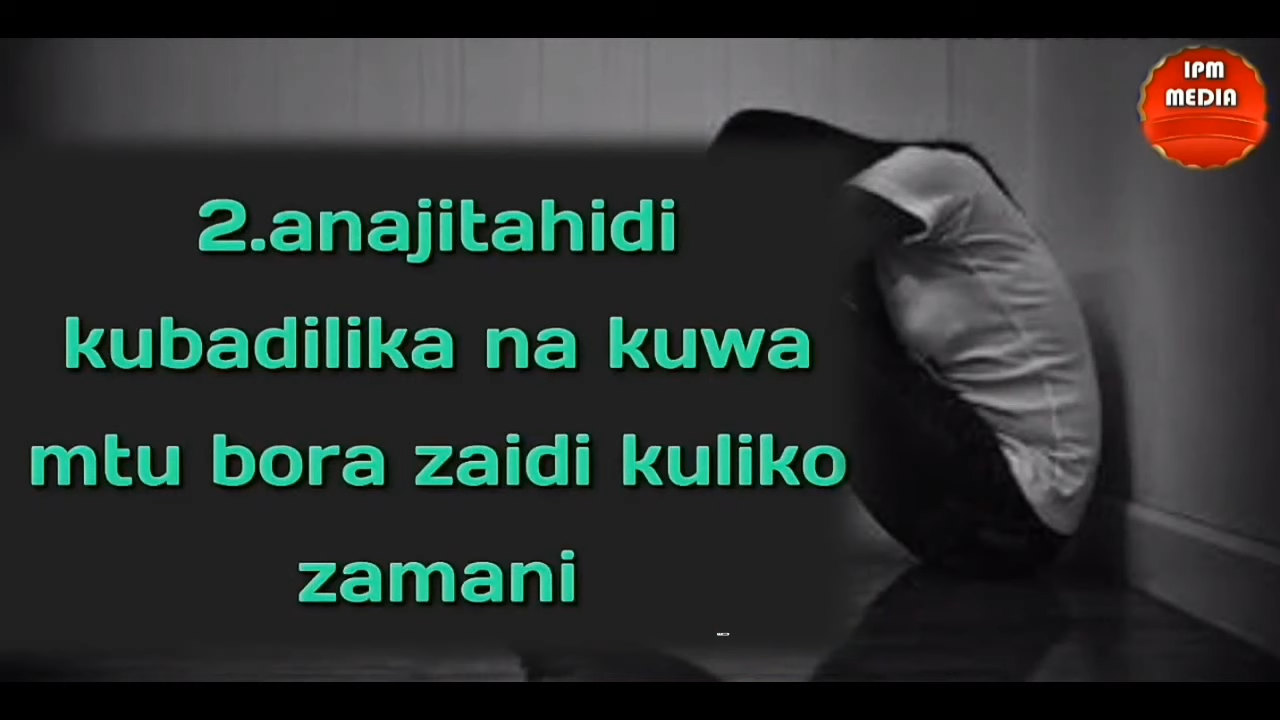 IPM
MEDIA
2.anajitahidi
kubadilika na kuwa
mtu bora zaidi kuliko
zamani